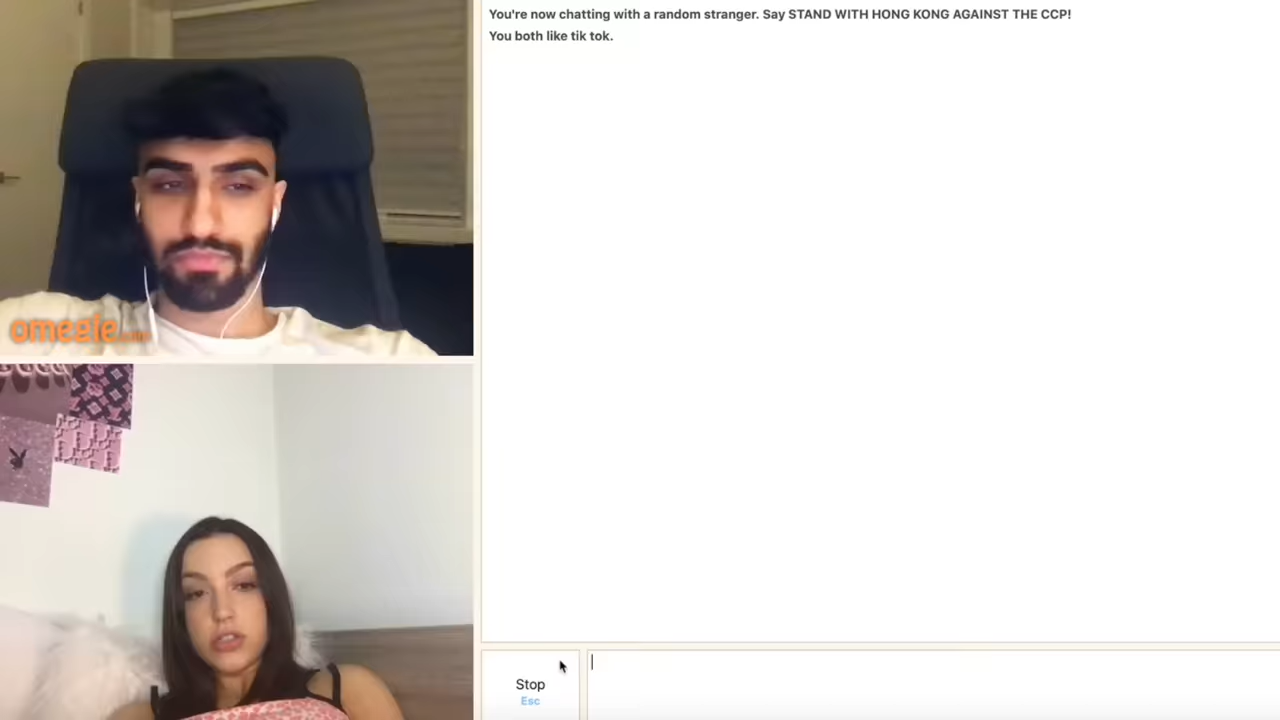 You're now chatting with a random stranger. Say STAND WITH HONG KONG AGAINST THE CCP!
You both like tik tok.
omegle.com
Stop
Esc